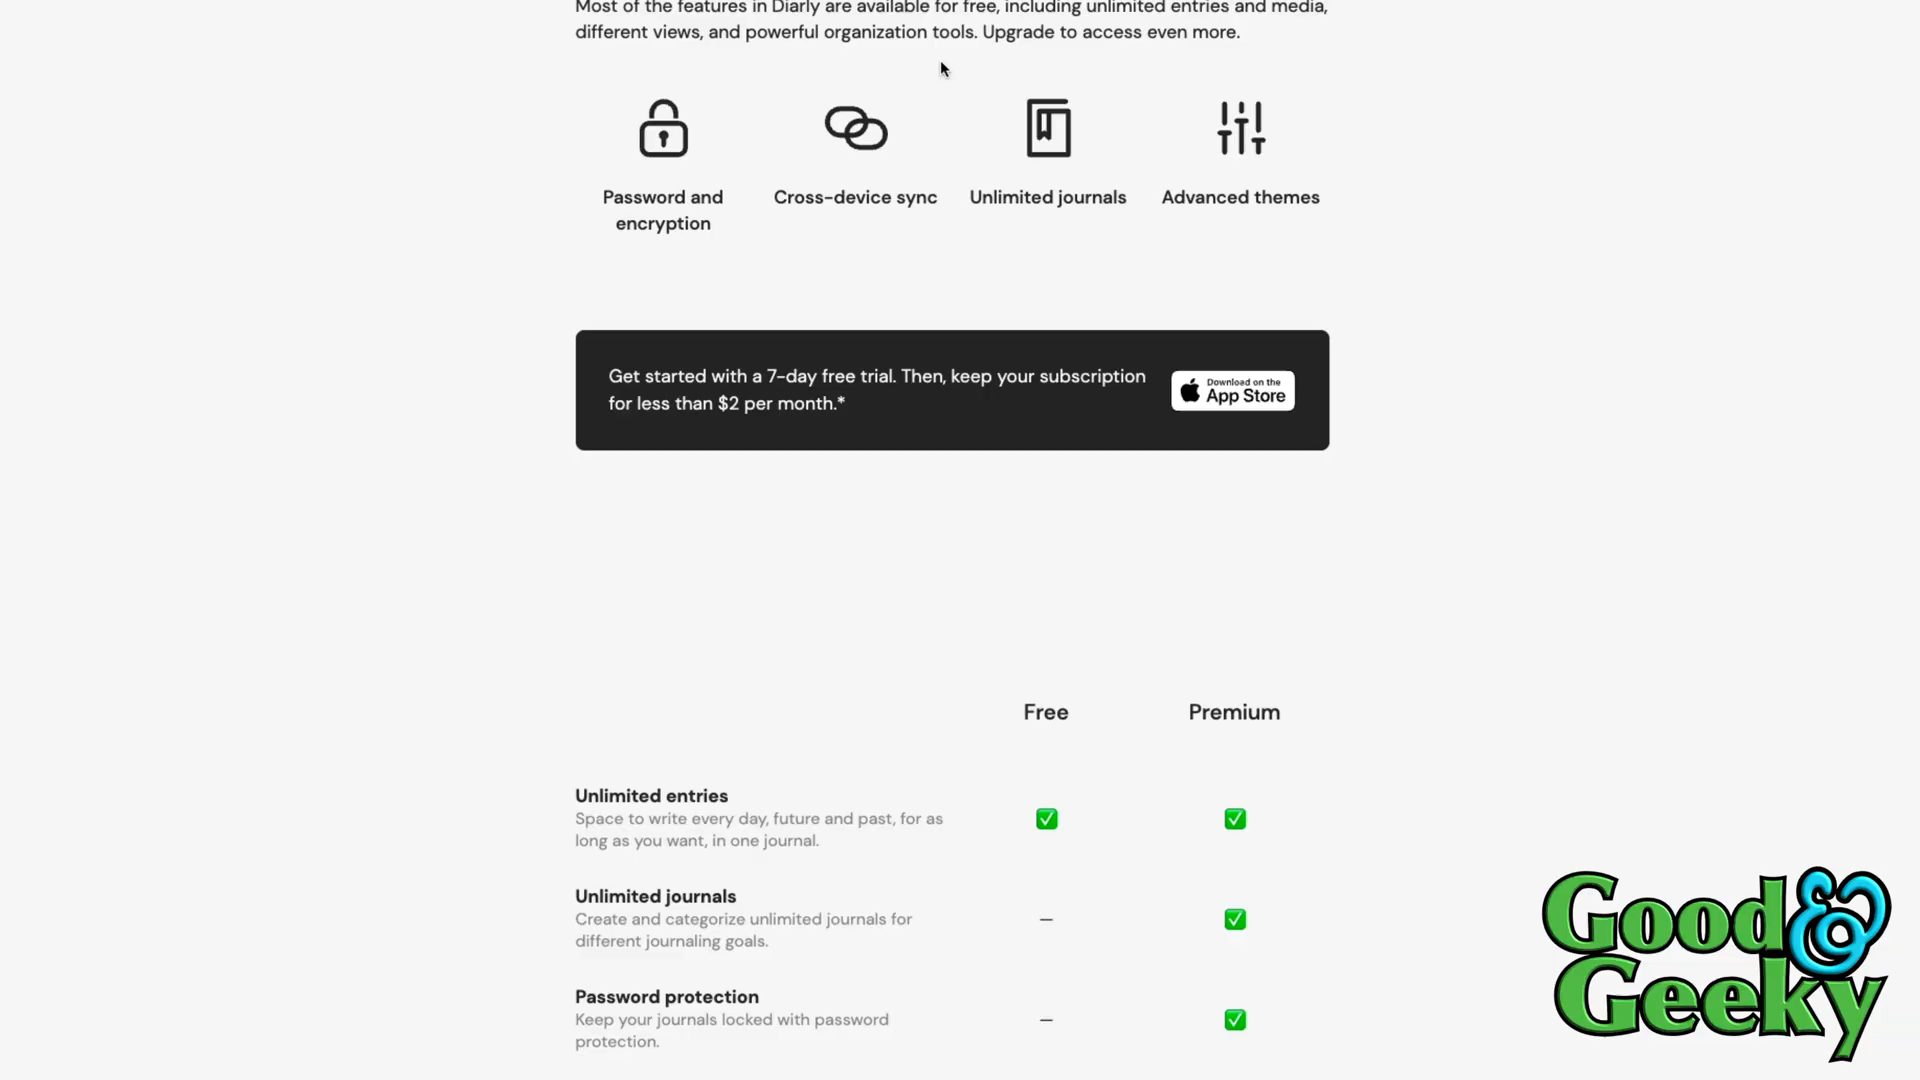 Most of the features in Diarly are available for free, including unlimited entries and media,
different views, and powerful organization tools. Upgrade to access even more.
Password and
encryption
Cross-device sync
Unlimited journals
Advanced themes
Get started with a 7-day free trial. Then, keep your subscription
for less than $2 per month.*
Download on the
App Store
Free
Premium
Unlimited entries
Space to write every day, future and past, for as
long as you want, in one journal.
Unlimited journals
Create and categorize unlimited journals for
different journaling goals.
–
Password protection
Keep your journals locked with password
protection.
–
Good &
Geeky